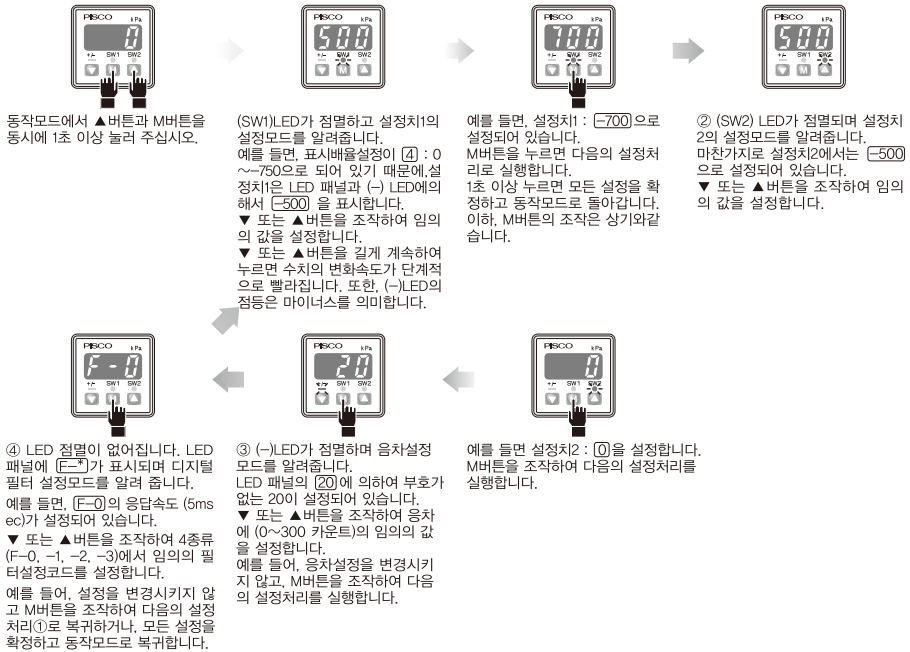 PISCO
kPa
0
+/- SW1 SW2
M
동작모드에서 ▲버튼과 M버튼을
동시에 1초 이상 눌러 주십시오.
PISCO
kPa
500
+/- SW1 SW2
M
(SW1)LED가 점멸하고 설정치1의
설정모드를 알려줍니다.
예를 들면, 표시배율설정이 4 : 0
~-750으로 되어 있기 때문에,설
정치1은 LED 패널과 (-) LED에의
해서 -500 을 표시합니다.
▼ 또는 ▲버튼을 조작하여 임의
의 값을 설정합니다.
▼ 또는 ▲버튼을 길게 계속하여
누르면 수치의 변화속도가 단계적
으로 빨라집니다. 또한, (-)LED의
점등은 마이너스를 의미합니다.
PISCO
kPa
700
+/- SW1 SW2
예를 들면, 설정치1 : -700으로
설정되어 있습니다.
M버튼을 누르면 다음의 설정처
리로 실행합니다.
1초 이상 누르면 모든 설정을 확
정하고 동작모드로 돌아갑니다.
이하, M버튼의 조작은 상기와같
습니다.
PISCO
kPa
500
+/- SW1 SW2
M
② (SW2) LED가 점멸되며 설정치
2의 설정모드를 알려줍니다.
마찬가지로 설정치2에서는 -500
으로 설정되어 있습니다.
▼ 또는 ▲버튼을 조작하여 임의
의 값을 설정합니다.
PISCO
kPa
F-0
+/- SW1 SW2
④ LED 점멸이 없어집니다. LED
패널에 F-*가 표시되며 디지털
필터 설정모드를 알려 줍니다.
예를 들면, F-0의 응답속도 (5ms
ec)가 설정되어 있습니다.
▼ 또는 ▲버튼을 조작하여 4종류
(F-0, -1, -2, -3)에서 임의의 필
터설정코드를 설정합니다.
예를 들어, 설정을 변경시키지 않
고 M버튼을 조작하여 다음의 설정
처리①로 복귀하거나, 모든 설정을
확정하고 동작모드로 복귀합니다.
PISCO
kPa
20
+/- SW1 SW2
③ (-)LED가 점멸하며 응차설정
모드를 알려줍니다.
LED 패널의 20에 의하여 부호가
없는 20이 설정되어 있습니다.
▼ 또는 ▲버튼을 조작하여 응차
에 (0~300 카운트)의 임의의 값
을 설정합니다.
예를 들어, 응차설정을 변경시키
지 않고, M버튼을 조작하여 다음
의 설정처리를 실행합니다.
PISCO
kPa
0
+/- SW1 SW2
예를 들면 설정치2 : 0을 설정합니다.
M버튼을 조작하여 다음의 설정처리를
실행합니다.